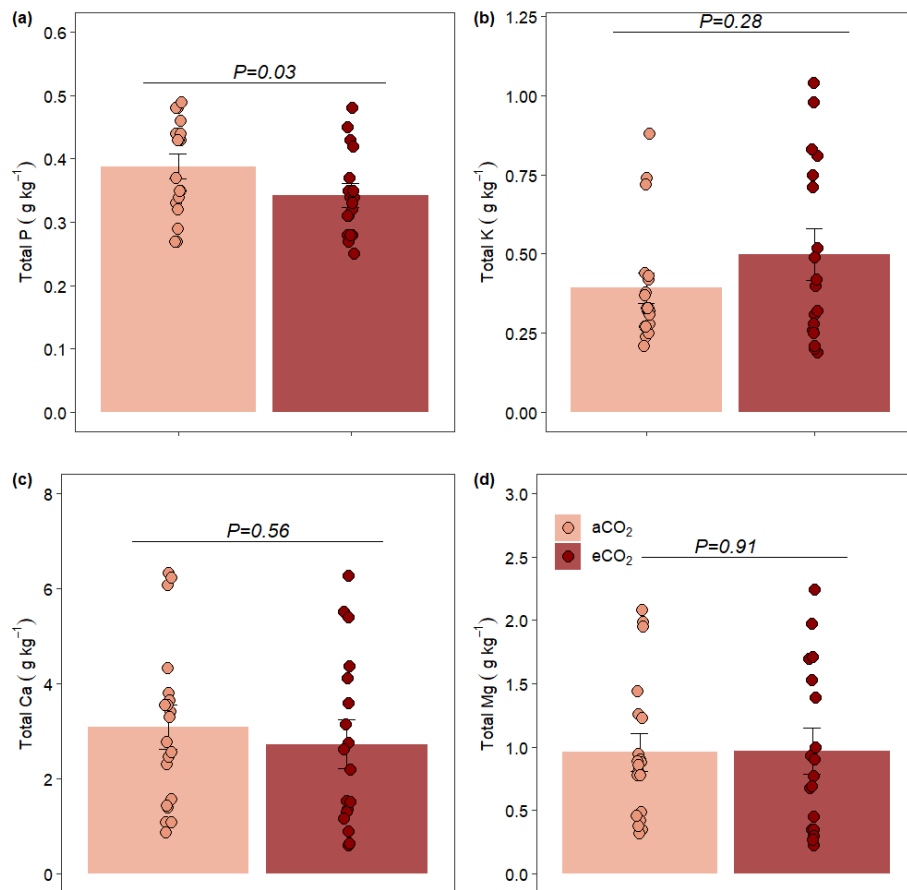 (a)
0.6
0.5
0.4
0.3
0.2
0.1
0.0
Total P ( g kg⁻¹)
P=0.03
(b)
1.25
1.00
0.75
0.50
0.25
0.00
Total K ( g kg⁻¹)
P=0.28
(c)
8
6
4
2
0
Total Ca ( g kg⁻¹)
P=0.56
(d)
3.0
2.5
2.0
1.5
1.0
0.5
0.0
Total Mg ( g kg⁻¹)
aCO₂
eCO₂
P=0.91